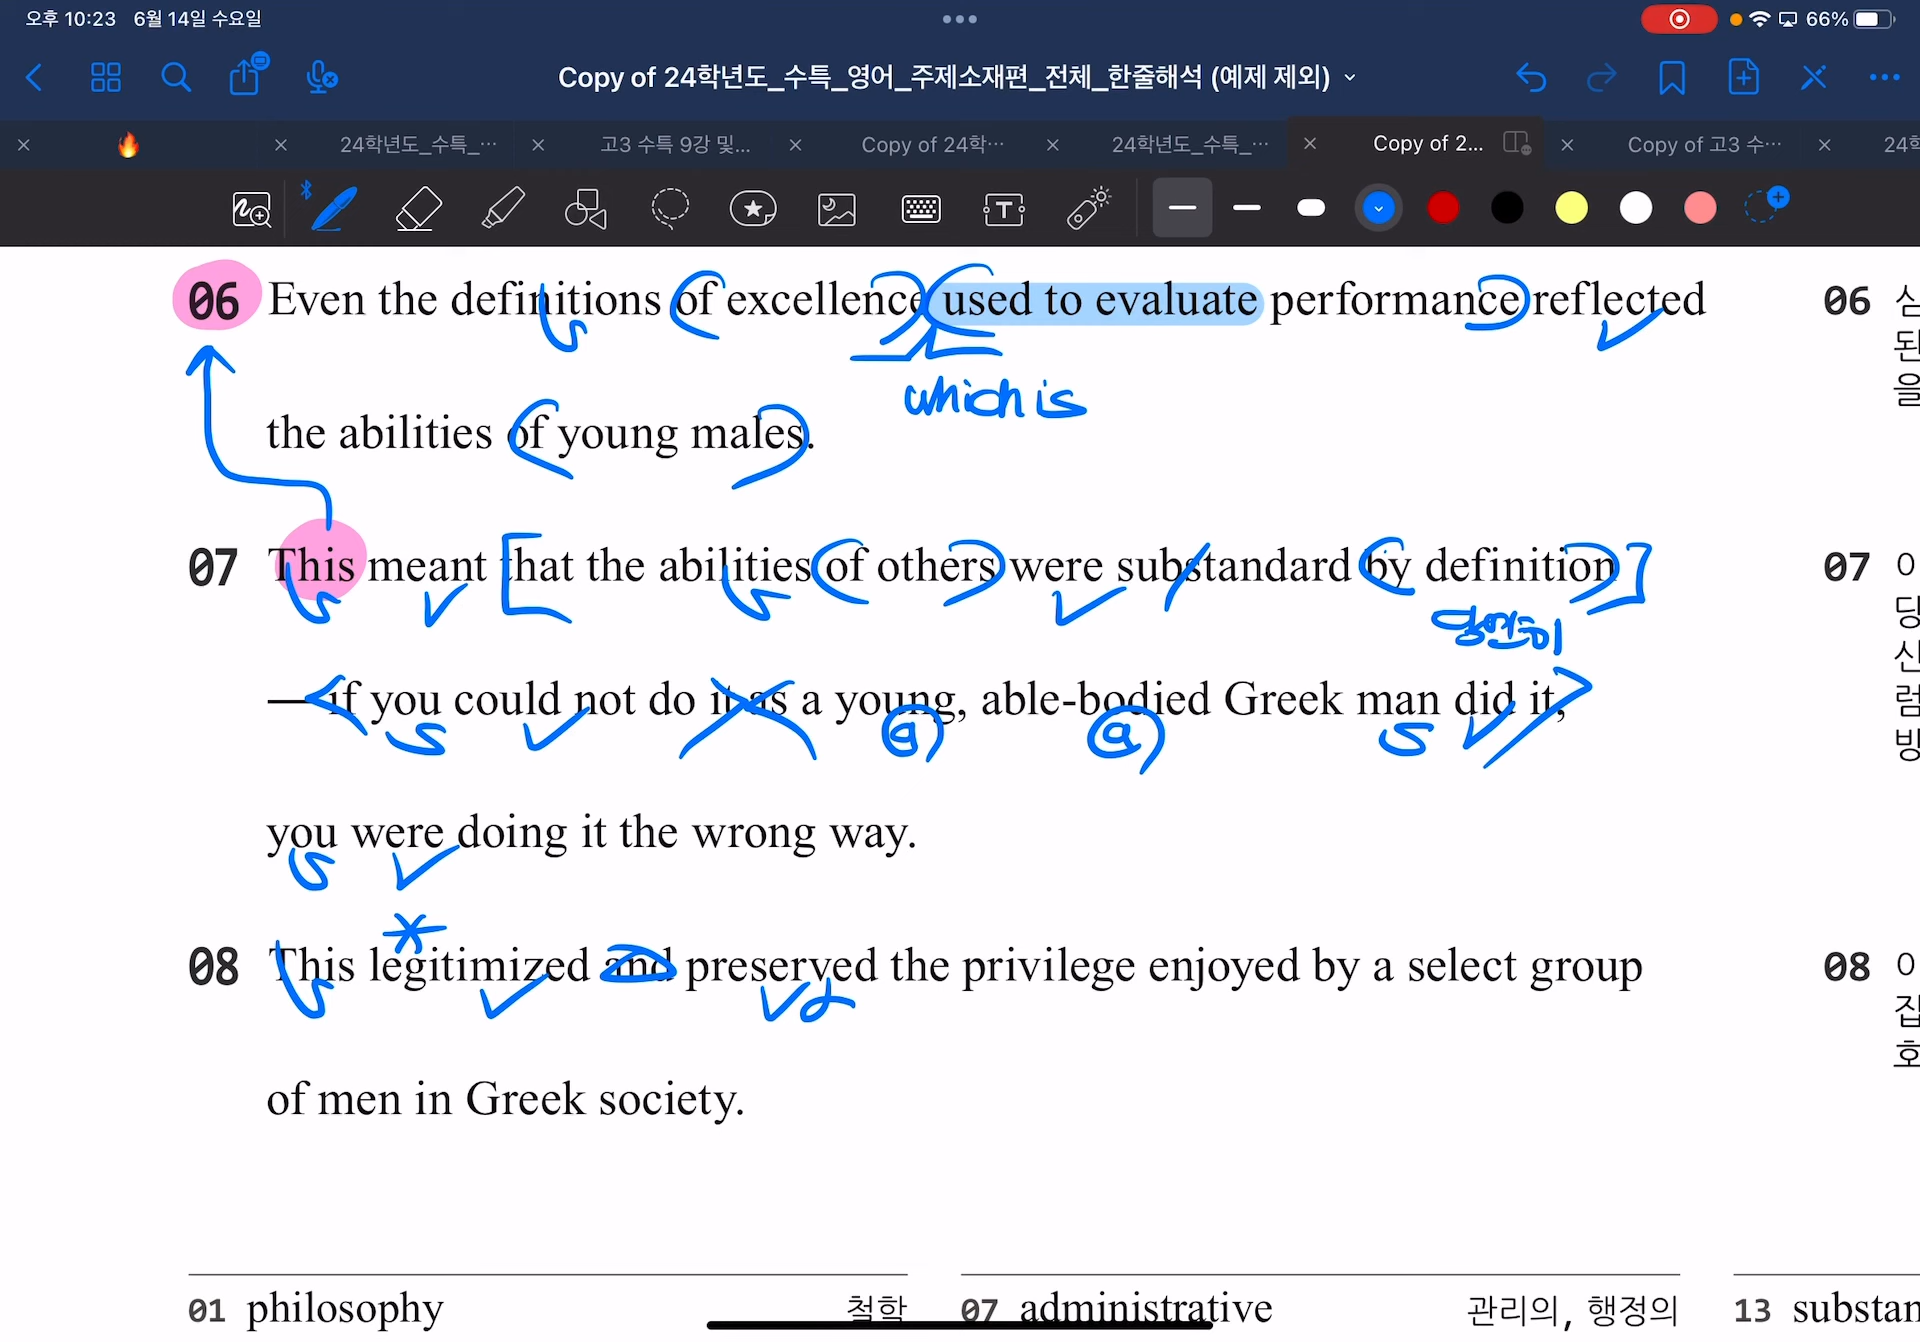 오후 10:23 6월 14일 수요일
66%
Copy of 24학년도_수특_영어_주제소재편_전체_한줄해석 (예제 제외)
24학년도_수특_… 고3 수특 9강 및... Copy of 24학… 24학년도_수특_… Copy of 2... Copy of 고3 수…
06 Even the definitions of excellence used to evaluate performance reflected
which is
the abilities of young males.
07 This meant that the abilities of others were substandard by definition
당연히
—if you could not do it as a young, able-bodied Greek man did it,
S S
you were doing it the wrong way.
08 This legitimized and preserved the privilege enjoyed by a select group
of men in Greek society.
06
된
을
07
08
01 philosophy 철학 07 administrative 관리의, 행정의 13